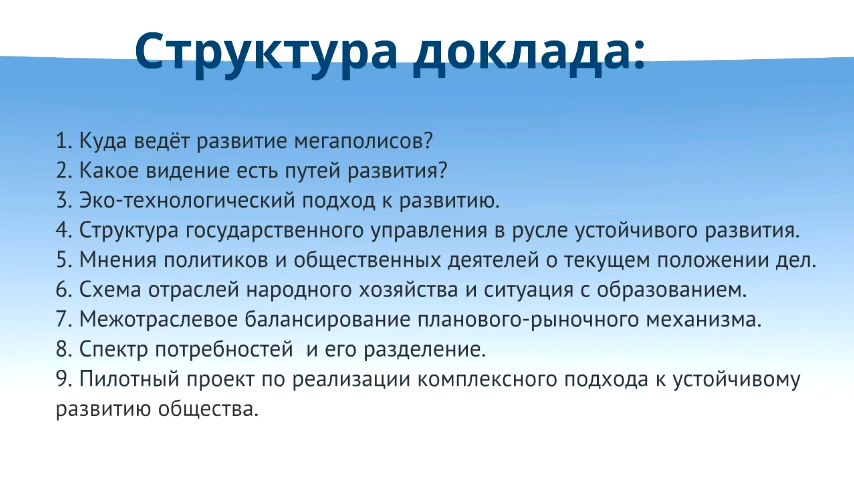 Структура доклада:
1. Куда ведёт развитие мегаполисов?
2. Какое видение есть путей развития?
3. Эко-технологический подход к развитию.
4. Структура государственного управления в русле устойчивого развития.
5. Мнения политиков и общественных деятелей о текущем положении дел.
6. Схема отраслей народного хозяйства и ситуация с образованием.
7. Межотраслевое балансирование планового-рыночного механизма.
8. Спектр потребностей  и его разделение.
9. Пилотный проект по реализации комплексного подхода к устойчивому
развитию общества.